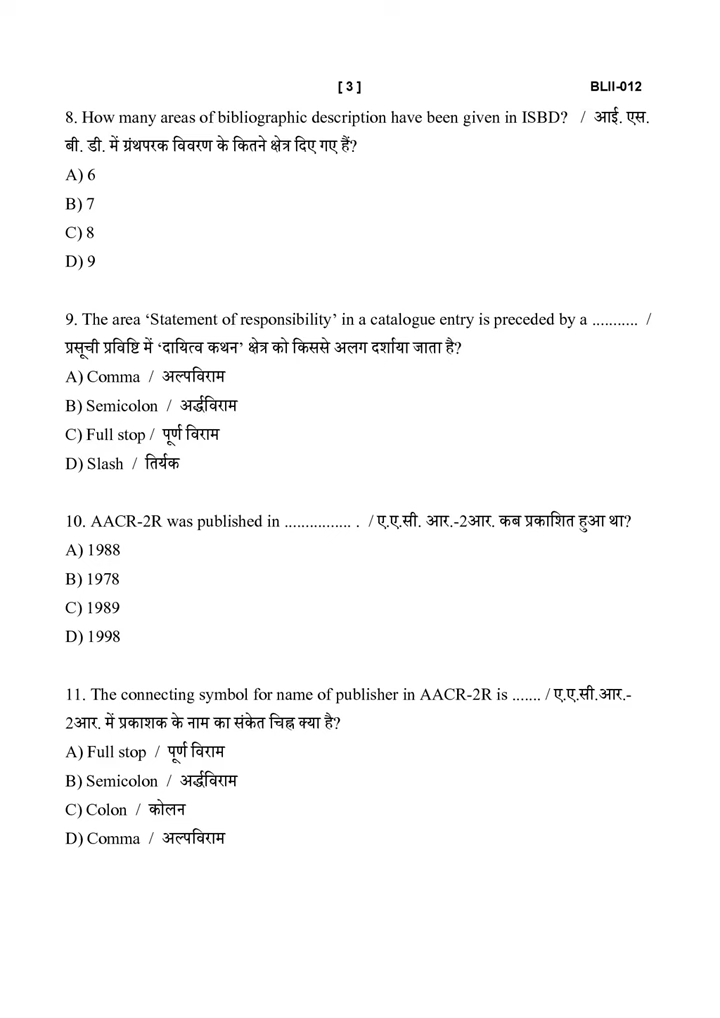 [ 3 ] BLII-012
8. How many areas of bibliographic description have been given in ISBD? / आई. एस.
बी. डी. में ग्रंथपरक विवरण के कितने क्षेत्र दिए गए हैं?
A) 6
B) 7
C) 8
D) 9
9. The area ‘Statement of responsibility’ in a catalogue entry is preceded by a ........... /
प्रसूची प्रविष्टि में ‘दायित्व कथन’ क्षेत्र को किससे अलग दर्शाया जाता है?
A) Comma / अल्पविराम
B) Semicolon / अर्द्धविराम
C) Full stop / पूर्ण विराम
D) Slash / तिर्यक
10. AACR-2R was published in ................ . / ए.ए.सी. आर.-2आर. कब प्रकाशित हुआ था?
A) 1988
B) 1978
C) 1989
D) 1998
11. The connecting symbol for name of publisher in AACR-2R is ....... / ए.ए.सी.आर.-
2आर. में प्रकाशक के नाम का संकेत चिह्न क्या है?
A) Full stop / पूर्ण विराम
B) Semicolon / अर्द्धविराम
C) Colon / कोलन
D) Comma / अल्पविराम